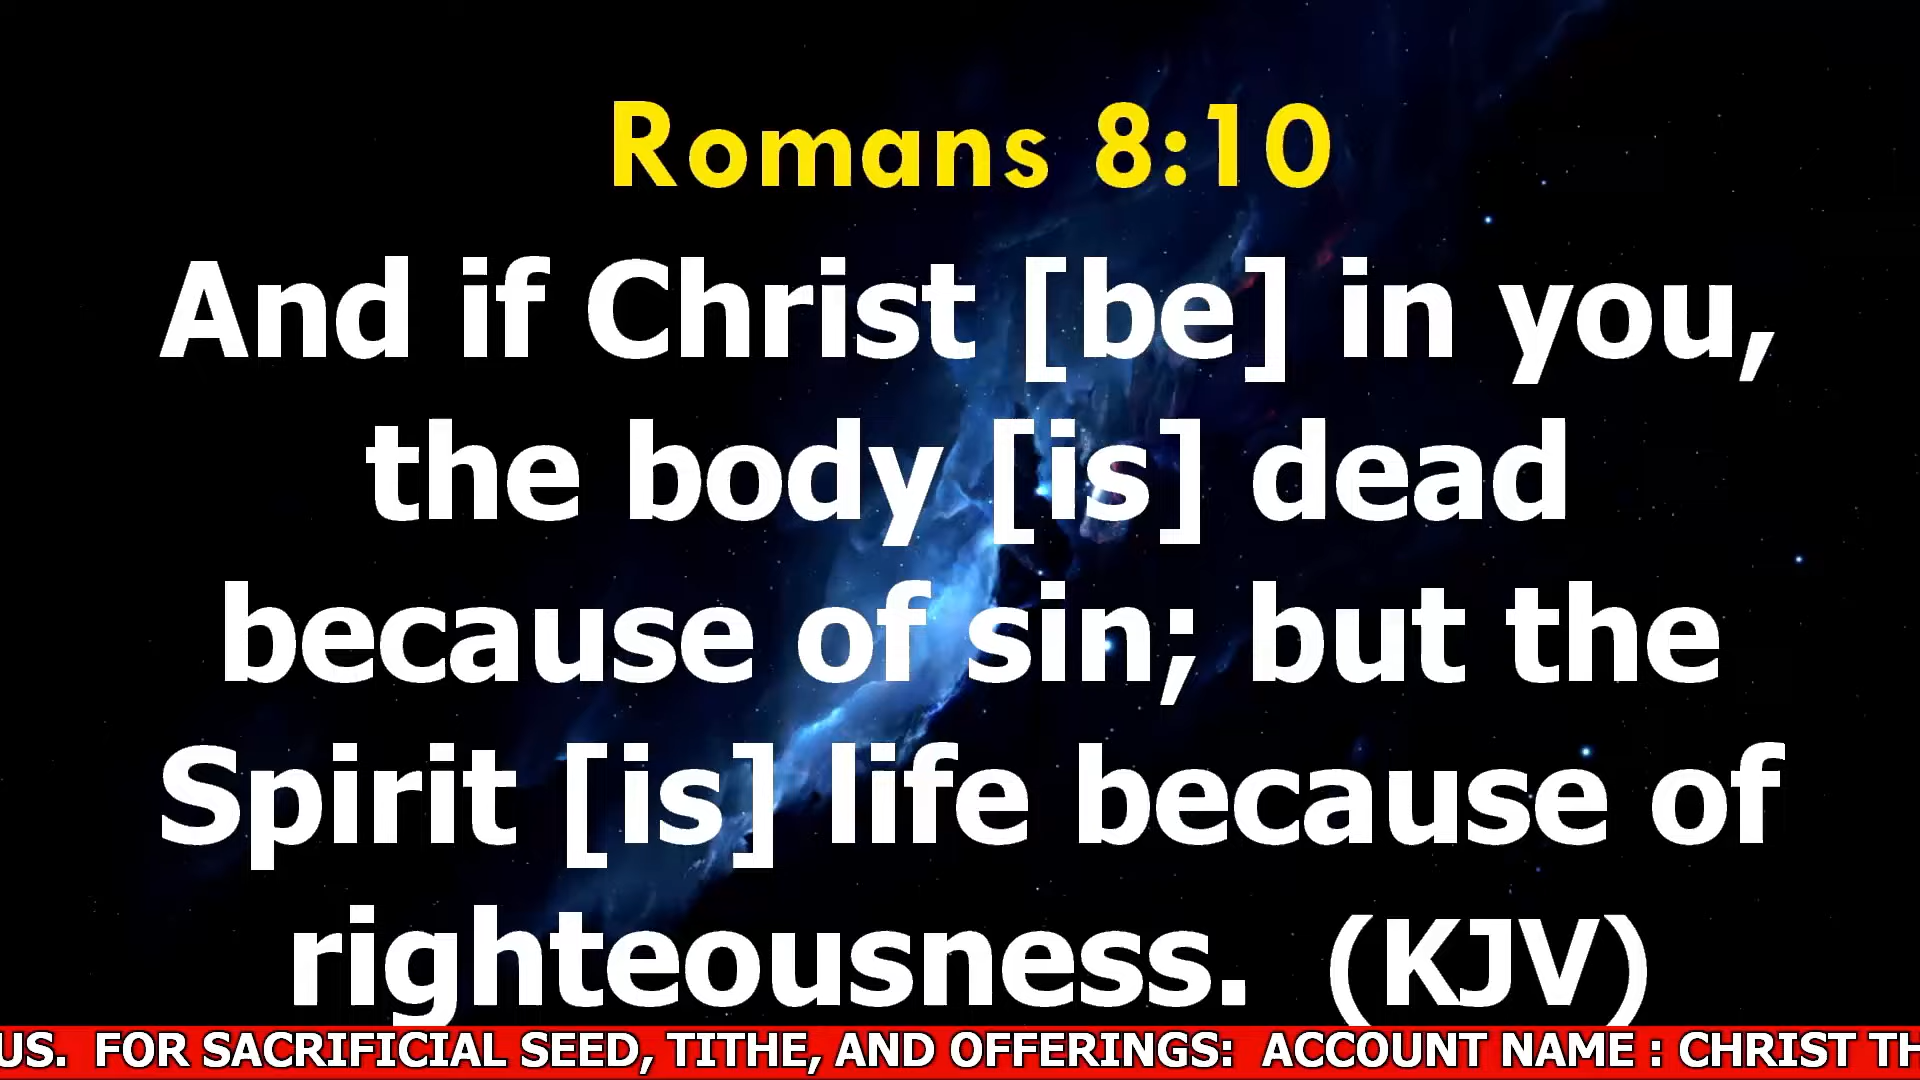 Romans 8:10
And if Christ [be] in you,
the body [is] dead
because of sin; but the
Spirit [is] life because of
righteousness.  (KJV)
US.  FOR SACRIFICIAL SEED, TITHE, AND OFFERINGS:  ACCOUNT NAME : CHRIST TH